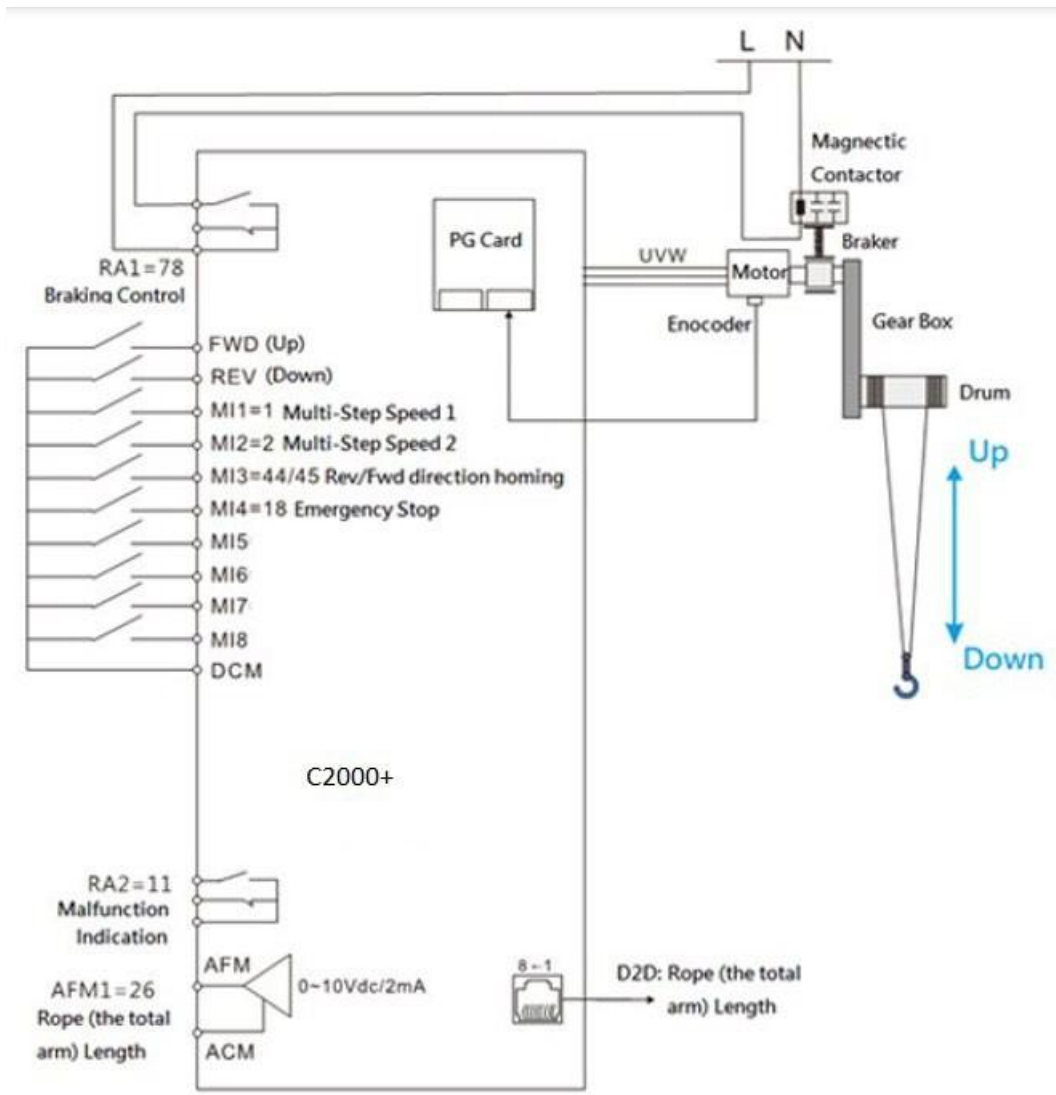 L N
Magnectic
Contactor
PG Card
Braker
UVW
Motor
RA1=78
Braking Control
Enocoder
Gear Box
FWD (Up)
REV (Down)
Drum
MI1=1 Multi-Step Speed 1
MI2=2 Multi-Step Speed 2
Up
MI3=44/45 Rev/Fwd direction homing
MI4=18 Emergency Stop
MI5
MI6
MI7
MI8
Down
DCM
C2000+
RA2=11
Malfunction
Indication
AFM
8←1
D2D: Rope (the total
arm) Length
0~10Vdc/2mA
AFM1=26
Rope (the total
arm) Length
ACM